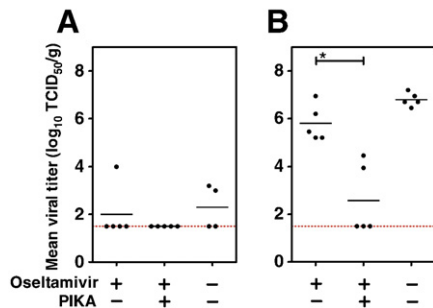 A
B
Mean viral titer (log10 TCID50/g)
8
6
4
2
0
8
6
4
2
0
*
Oseltamivir + + − + + −
PIKA − + − − + −